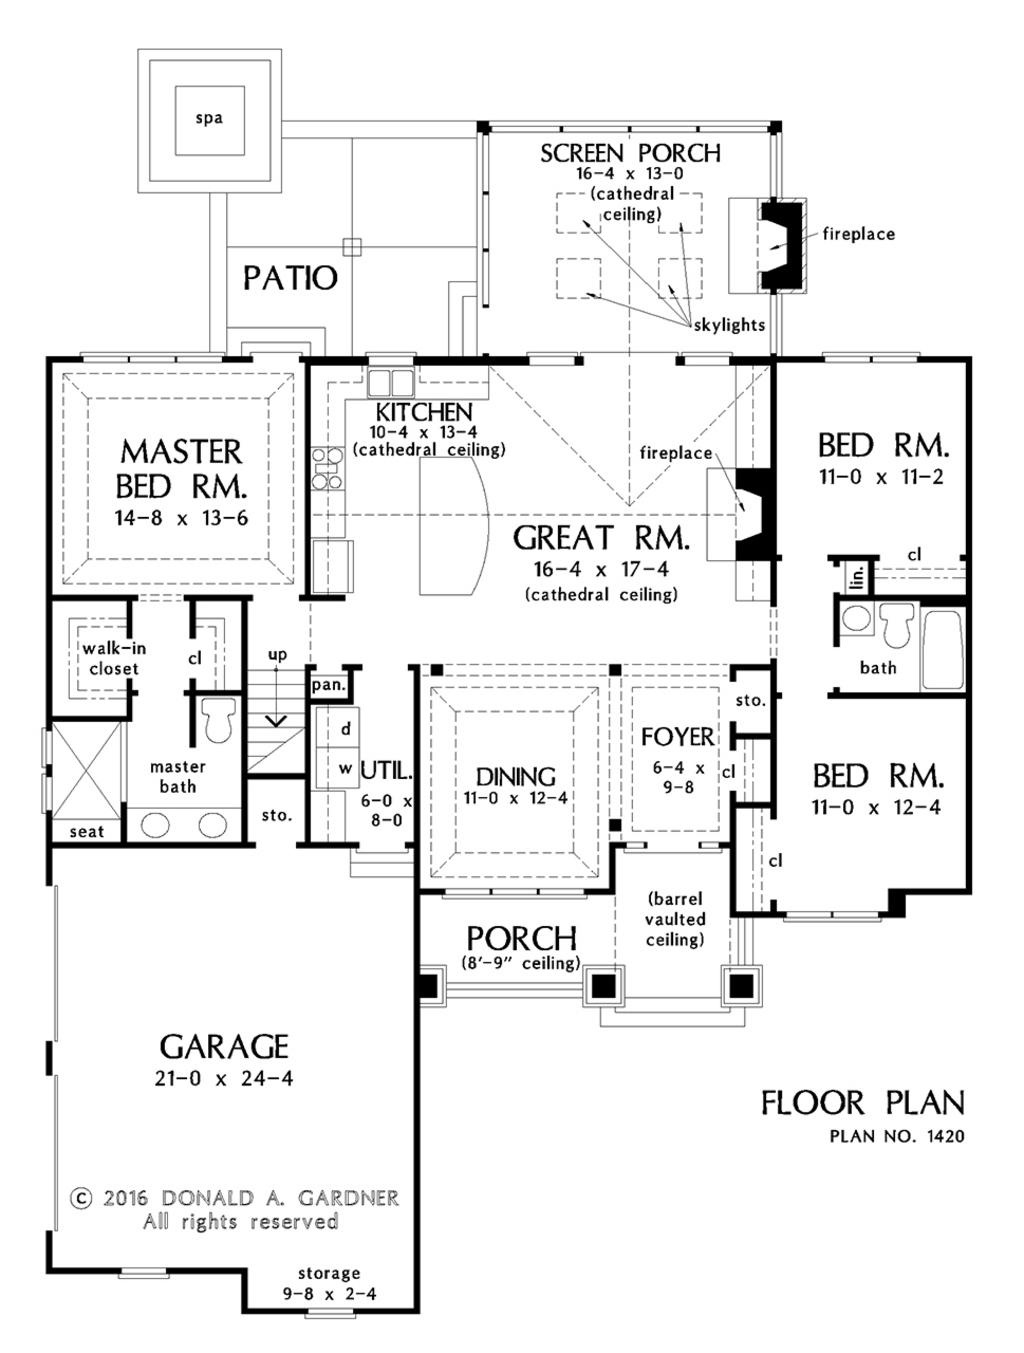 spa
SCREEN PORCH
16-4 x 13-0
(cathedral
ceiling)
fireplace
PATIO
skylights
MASTER
BED RM.
14-8 x 13-6
KITCHEN
10-4 x 13-4
(cathedral ceiling)
fireplace
BED RM.
11-0 x 11-2
GREAT RM.
16-4 x 17-4
(cathedral ceiling)
cl
lin.
walk-in
closet
cl
up
bath
pan.
sto.
d
w
UTIL.
6-0 x
8-0
master
bath
seat
sto.
DINING
11-0 x 12-4
FOYER
6-4 x
9-8
cl
BED RM.
11-0 x 12-4
cl
(barrel
vaulted
ceiling)
PORCH
(8'-9" ceiling)
GARAGE
21-0 x 24-4
FLOOR PLAN
PLAN NO. 1420
© 2016 DONALD A. GARDNER
All rights reserved
storage
9-8 x 2-4